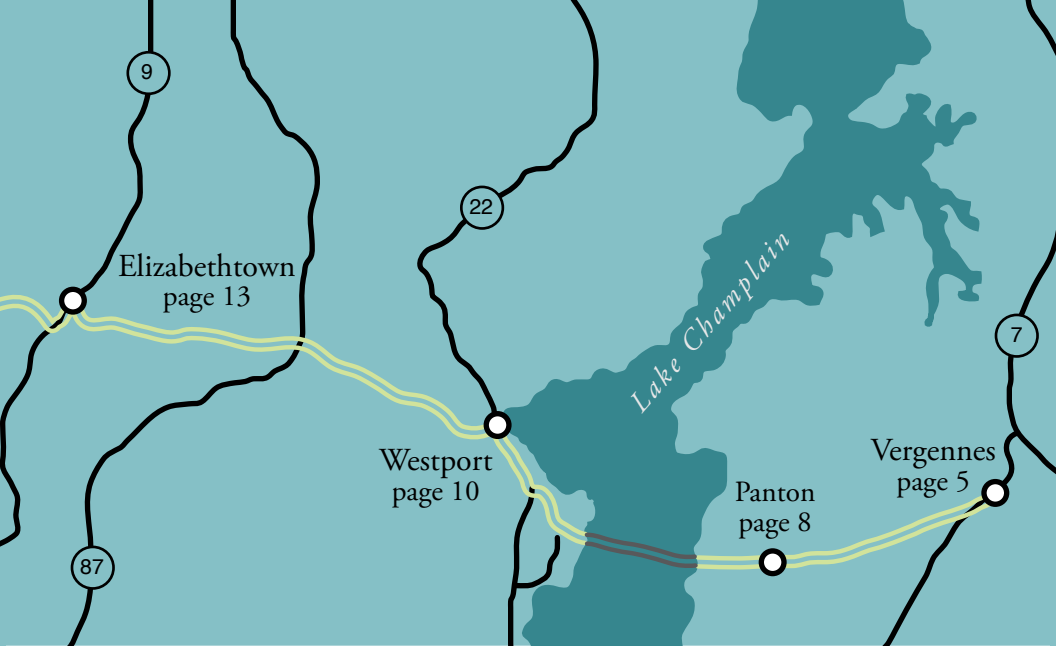 9
22
Elizabethtown
page 13
Lake Champlain
7
Westport
page 10
Vergennes
page 5
Panton
page 8
87